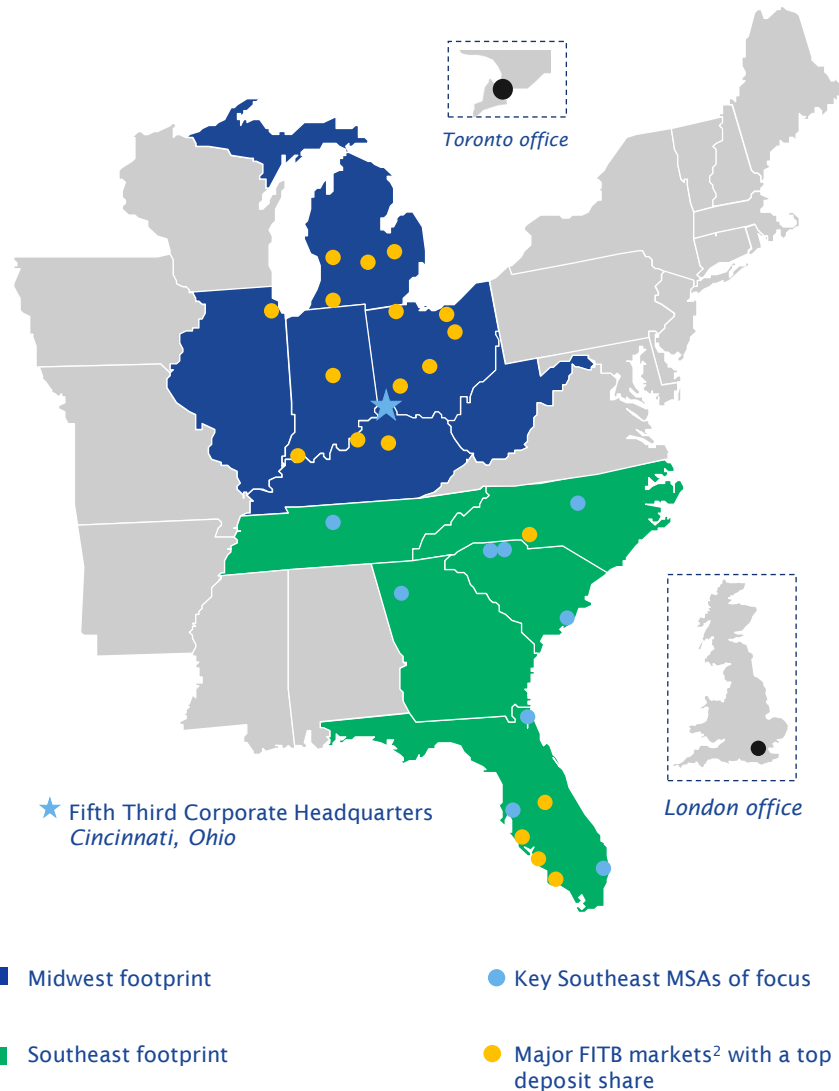 Toronto office
London office
Fifth Third Corporate Headquarters
Cincinnati, Ohio
Midwest footprint
Key Southeast MSAs of focus
Southeast footprint
Major FITB markets² with a top
deposit share